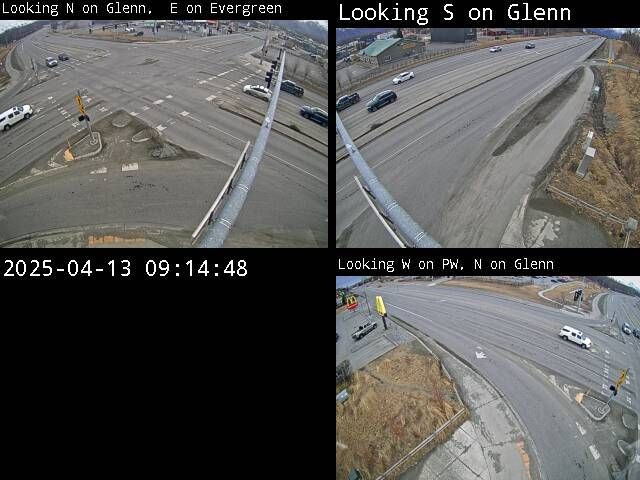 Looking N on Glenn,  E on Evergreen
Looking S on Glenn
2025-04-13 09:14:48
Looking W on PW, N on Glenn